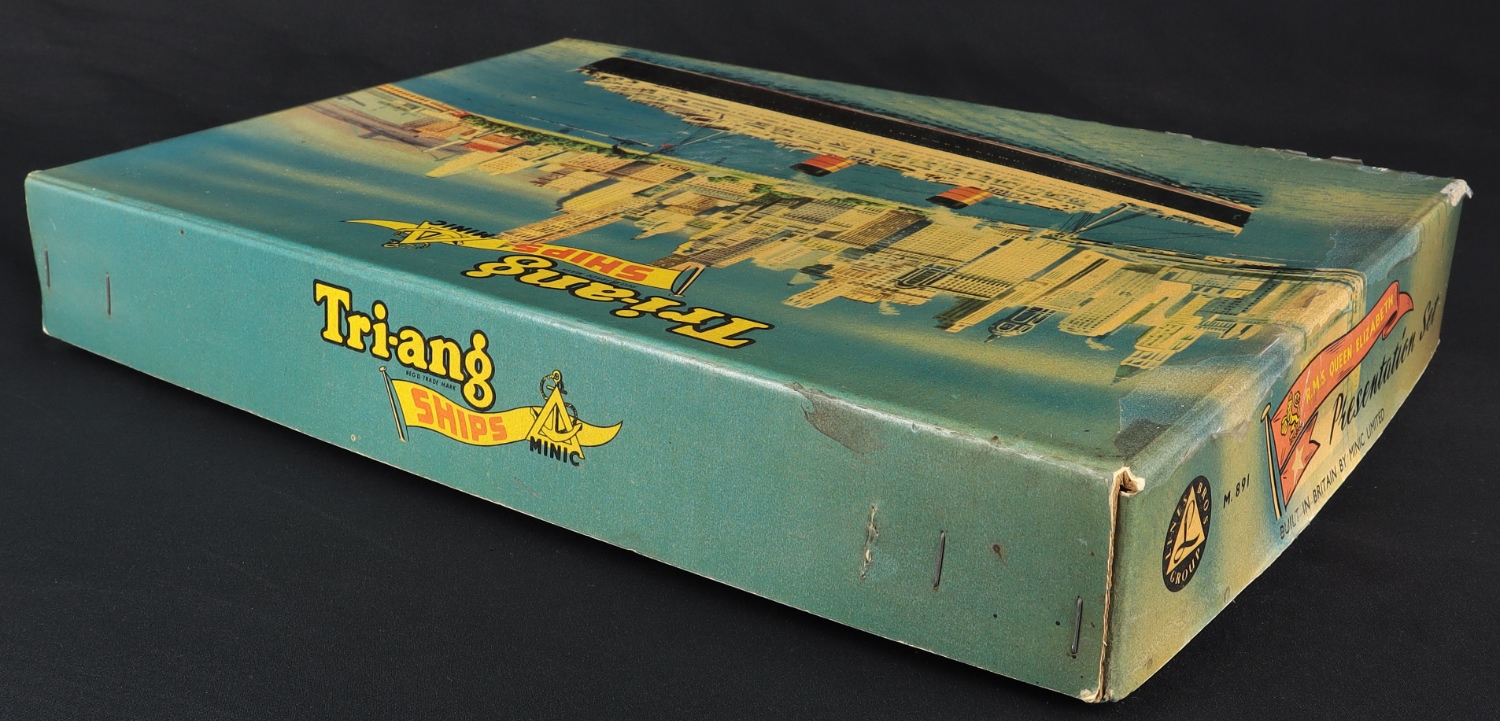 Tri-ang
SHIPS
MINIC
Tri-ang
REGD TRADE MARK
SHIPS
MINIC
LINES BROS
GROUP
M. 891
R.M.S. QUEEN ELIZABETH
Presentation Set
BUILT IN BRITAIN BY MINIC LIMITED